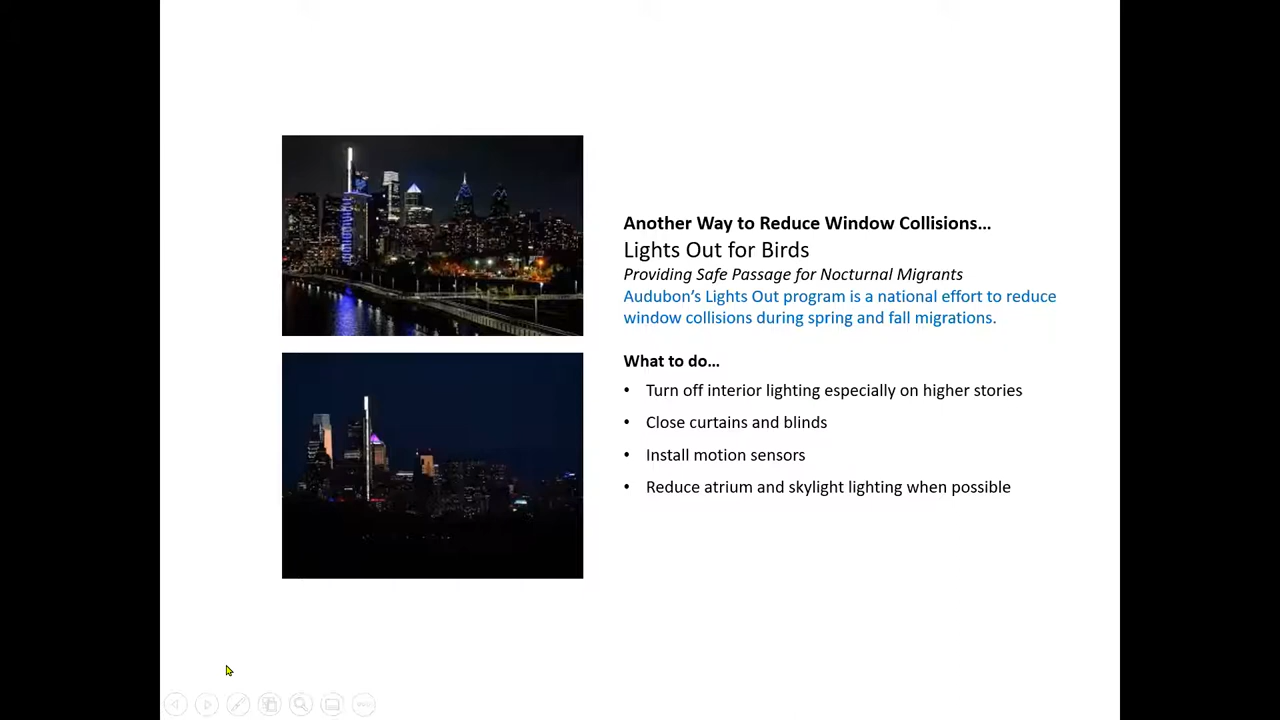 Another Way to Reduce Window Collisions…
Lights Out for Birds
Providing Safe Passage for Nocturnal Migrants
Audubon’s Lights Out program is a national effort to reduce
window collisions during spring and fall migrations.
What to do…
• Turn off interior lighting especially on higher stories
• Close curtains and blinds
• Install motion sensors
• Reduce atrium and skylight lighting when possible